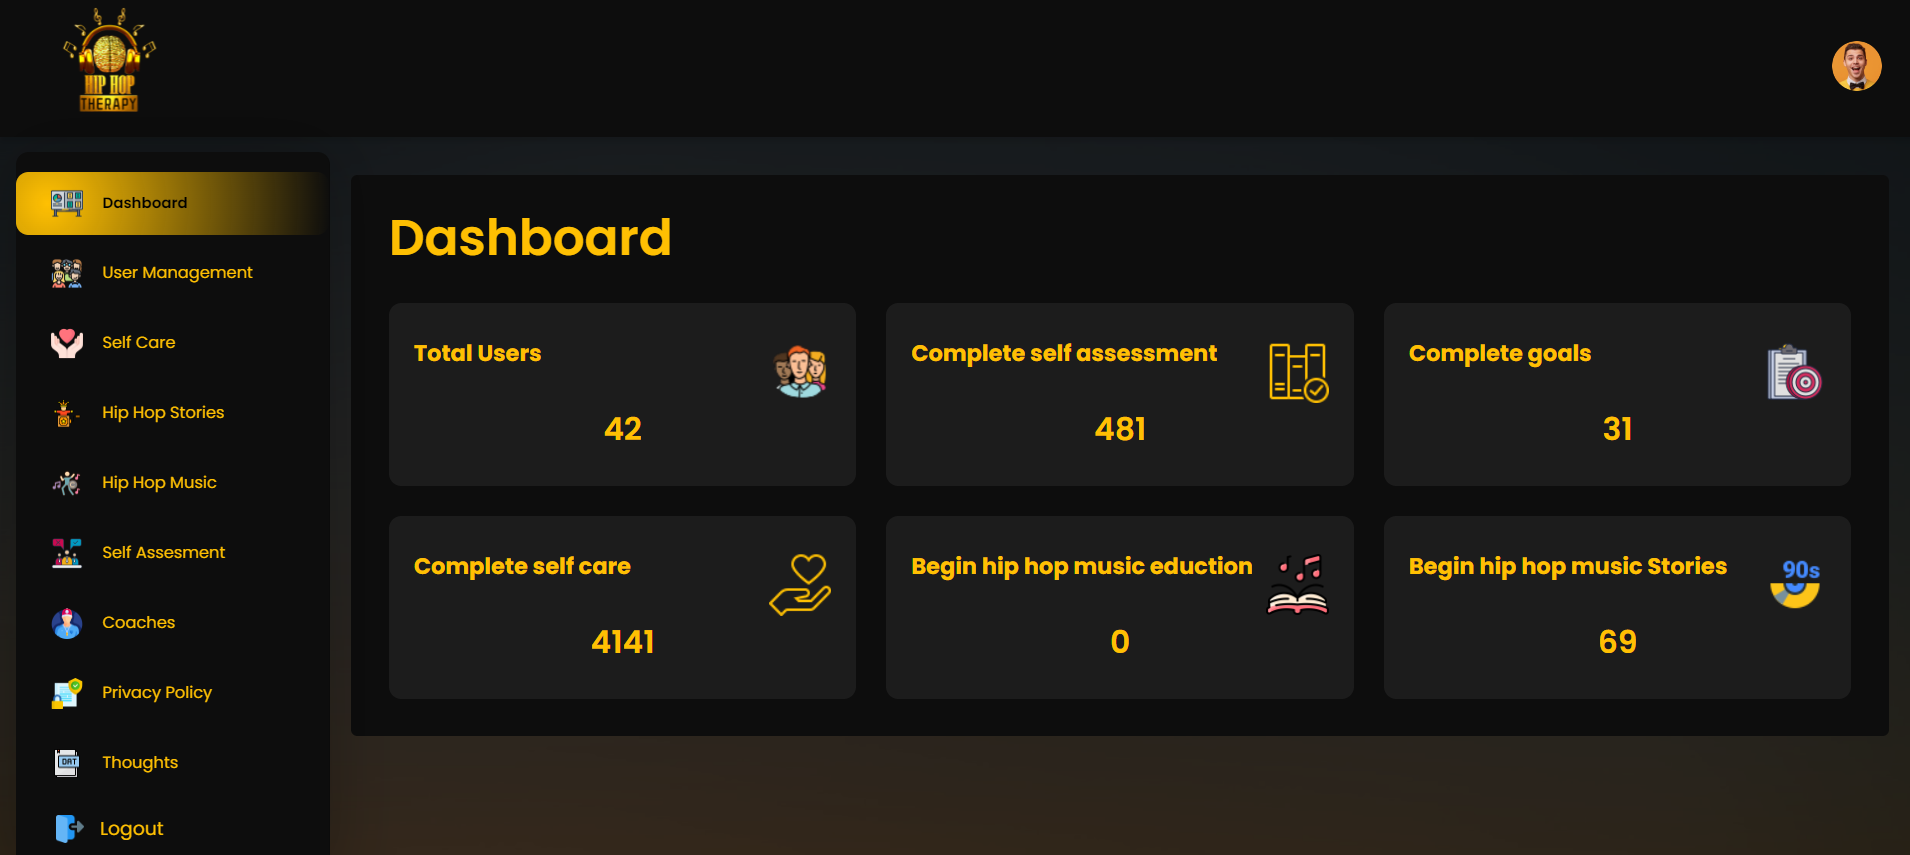 HIP HOP
THERAPY
Dashboard
User Management
Self Care
Hip Hop Stories
Hip Hop Music
Self Assesment
Coaches
Privacy Policy
DAT
Thoughts
Logout
Dashboard
Total Users
42
Complete self assessment
481
Complete goals
31
Complete self care
4141
Begin hip hop music eduction
0
Begin hip hop music Stories
90s
69